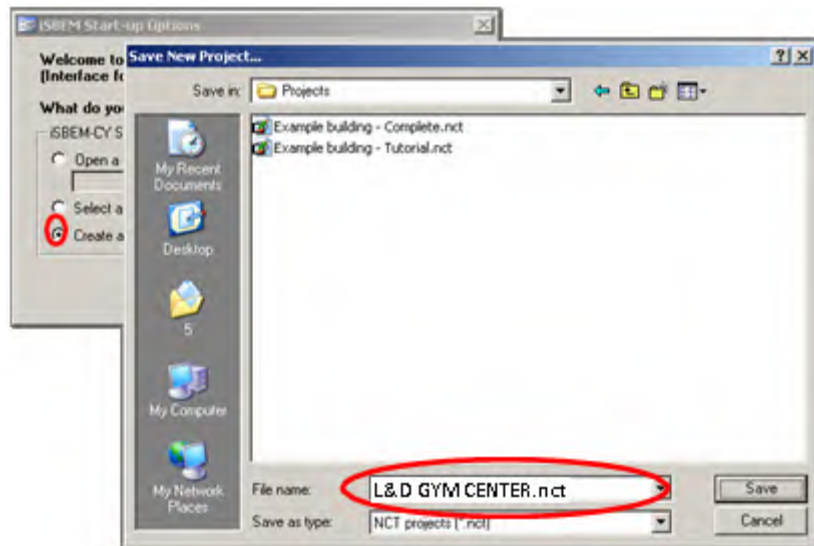 iSBEM Start-up Options
Welcome to
(Interface fo
What do you
iSBEM-CY S
Open a
Select a
Create a
Save New Project...
Save in:
Projects
Example building - Complete.nct
Example building - Tutorial.nct
My Recent
Documents
Desktop
5
My Computer
My Network
Places
File name:
L&D GYM CENTER.nct
Save
Save as type:
NCT projects (*.nct)
Cancel